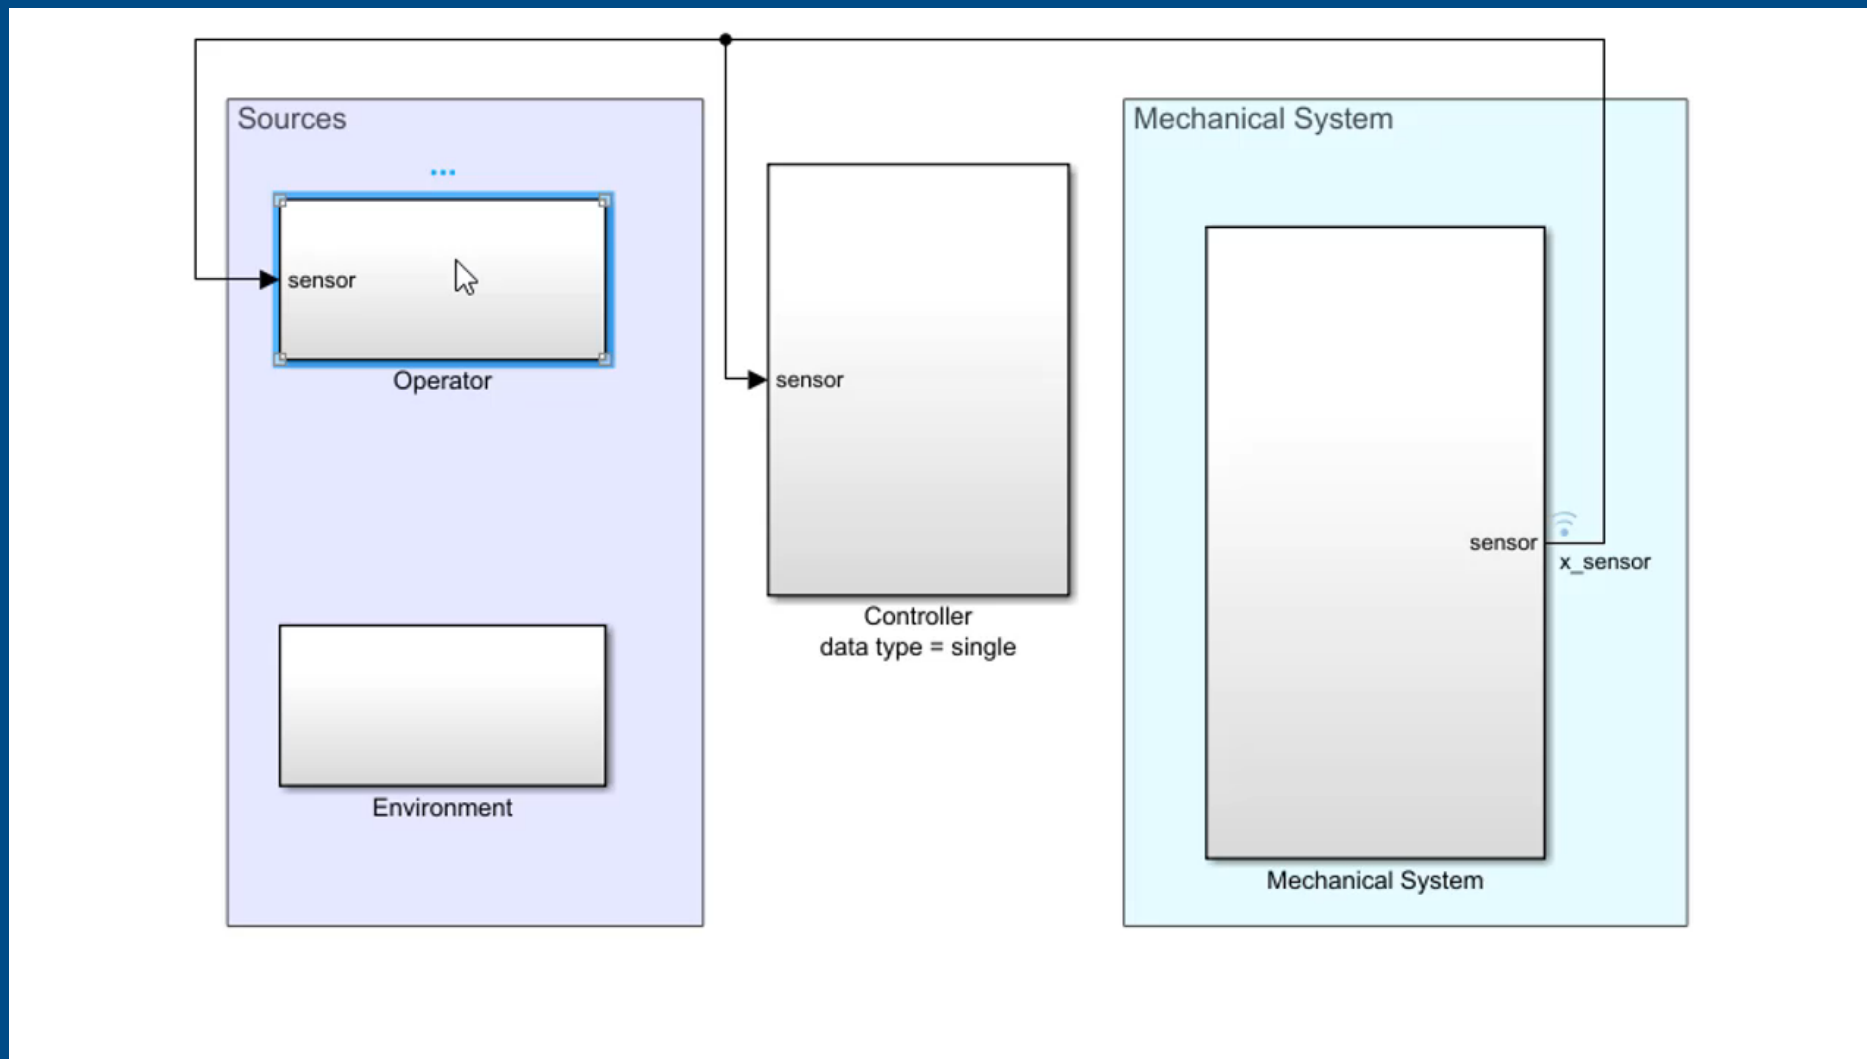 Sources
sensor
Operator
Environment
sensor
Controller
data type = single
Mechanical System
sensor
x_sensor
Mechanical System